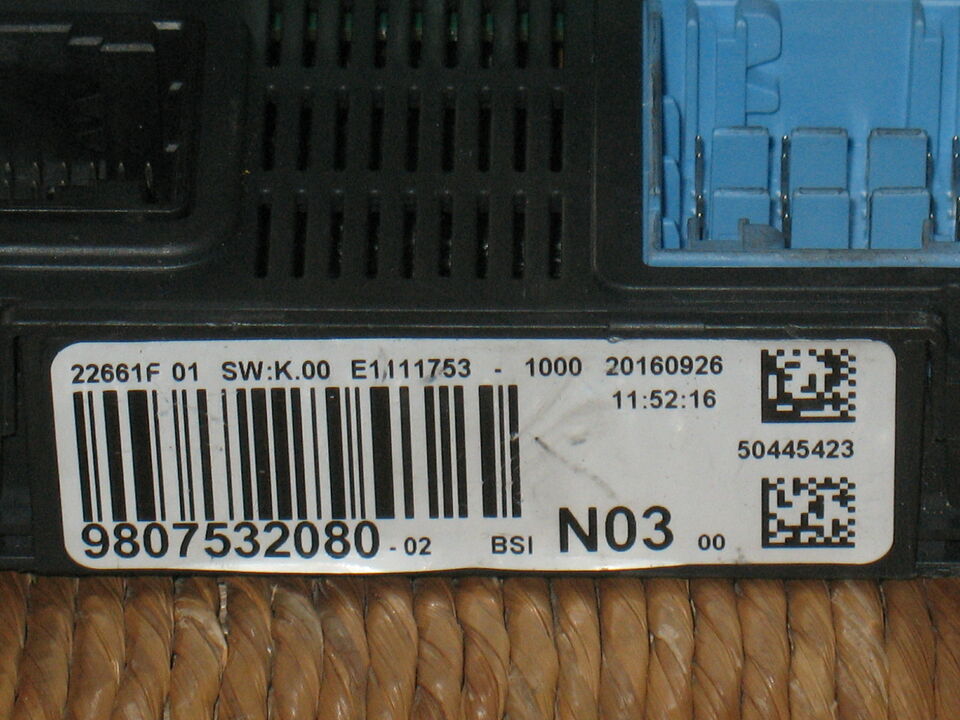 22661F 01 SW:K.00 E1111753 - 1000 20160926
11:52:16
50445423
9807532080 - 02 BSI N03 00